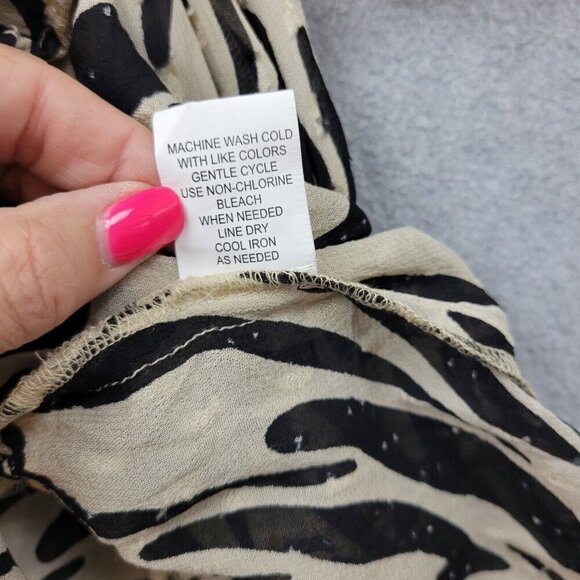 MACHINE WASH COLD
WITH LIKE COLORS
GENTLE CYCLE
USE NON-CHLORINE
BLEACH
WHEN NEEDED
LINE DRY
COOL IRON
AS NEEDED